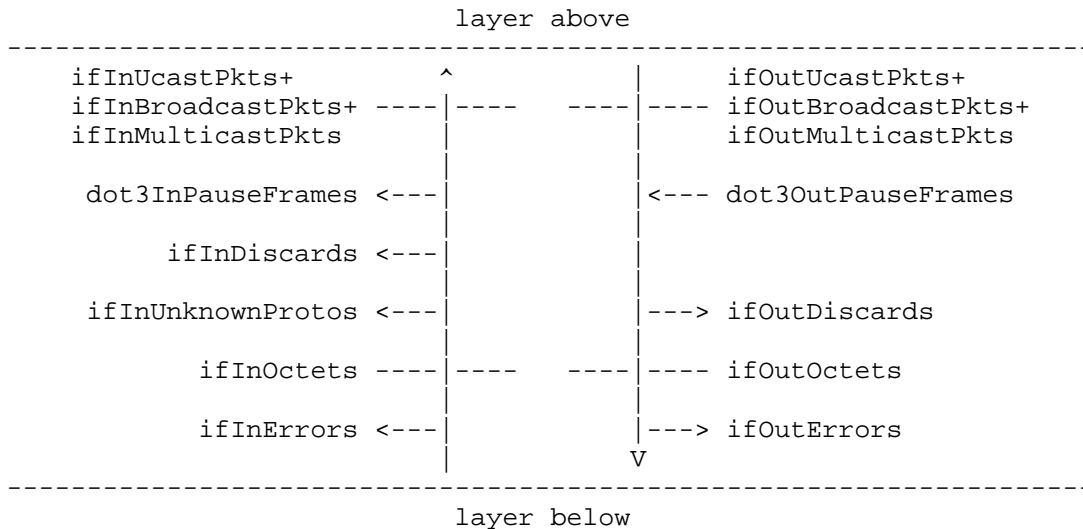 layer above
ifInUcastPkts+ ifOutUcastPkts+
ifInBroadcastPkts+ ifOutBroadcastPkts+
ifInMulticastPkts ifOutMulticastPkts
dot3InPauseFrames dot3OutPauseFrames
ifInDiscards
ifInUnknownProtos ifOutDiscards
ifInOctets ifOutOctets
ifInErrors ifOutErrors
layer below